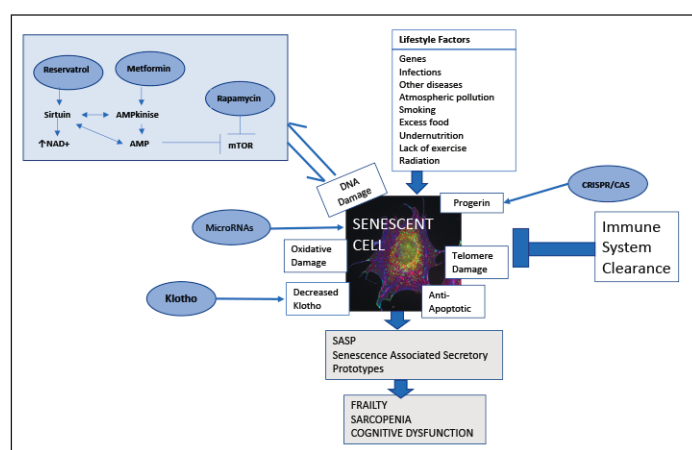 Reservatrol
Metformin
Rapamycin
Sirtuin
AMPkinise
↑NAD+
AMP
mTOR
Lifestyle Factors
Genes
Infections
Other diseases
Atmospheric pollution
Smoking
Excess food
Undernutrition
Lack of exercise
Radiation
DNA
Damage
Progerin
CRISPR/CAS
MicroRNAs
SENESCENT
CELL
Oxidative
Damage
Telomere
Damage
Immune
System
Clearance
Klotho
Decreased
Klotho
Anti-
Apoptotic
SASP
Senescence Associated Secretory
Prototypes
FRAILTY
SARCOPENIA
COGNITIVE DYSFUNCTION